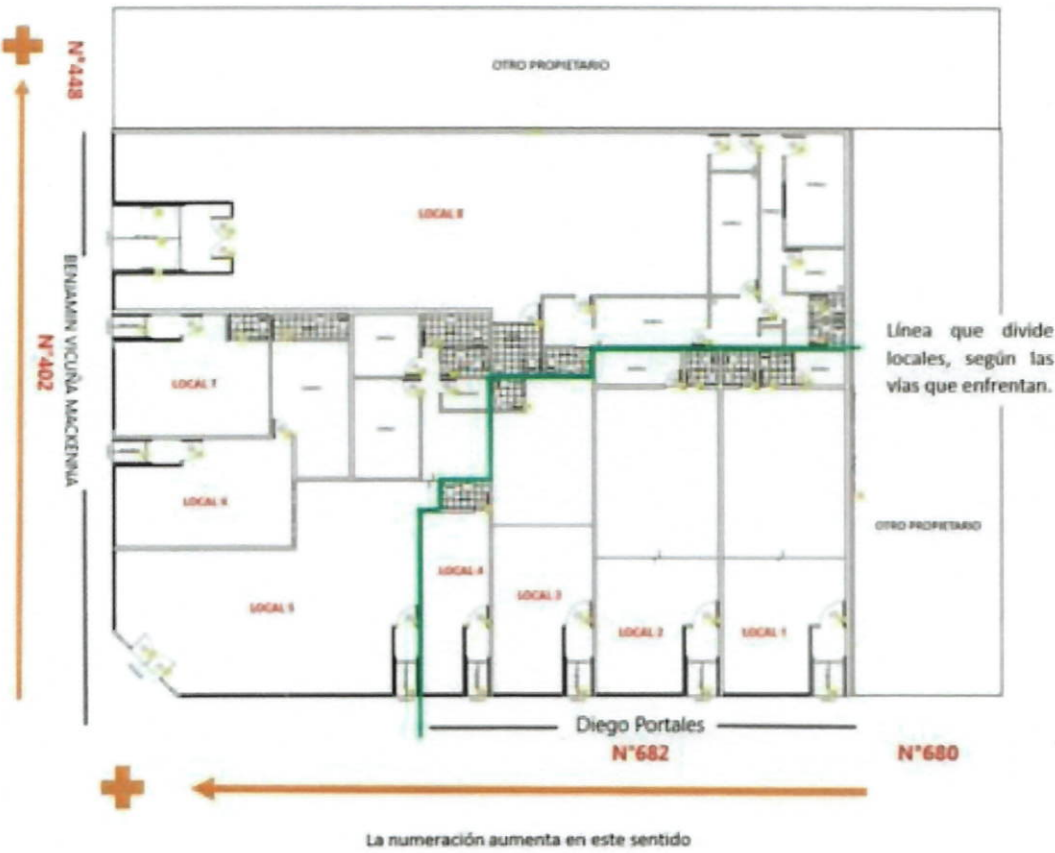 OTRO PROPIETARIO
N°448
LOCAL 8
BENJAMIN VICUÑA MACKENNA
N°402
LOCAL 7
Línea que divide
locales, según las
vías que enfrentan.
LOCAL 6
OTRO PROPIETARIO
LOCAL 5
LOCAL 4
LOCAL 3
LOCAL 2
LOCAL 1
Diego Portales
N°682
N°680
La numeración aumenta en este sentido